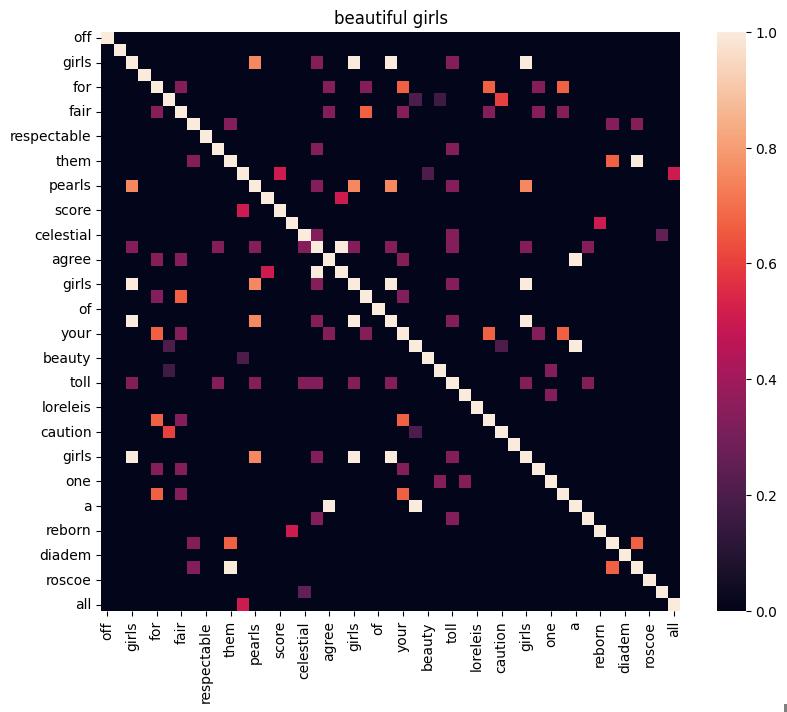 beautiful girls
off
girls
for
fair
respectable
them
pearls
score
celestial
agree
girls
of
your
beauty
toll
loreleis
caution
girls
one
a
reborn
diadem
roscoe
all
off
girls
for
fair
respectable
them
pearls
score
celestial
agree
girls
of
your
beauty
toll
loreleis
caution
girls
one
a
reborn
diadem
roscoe
all
1.0
0.8
0.6
0.4
0.2
0.0